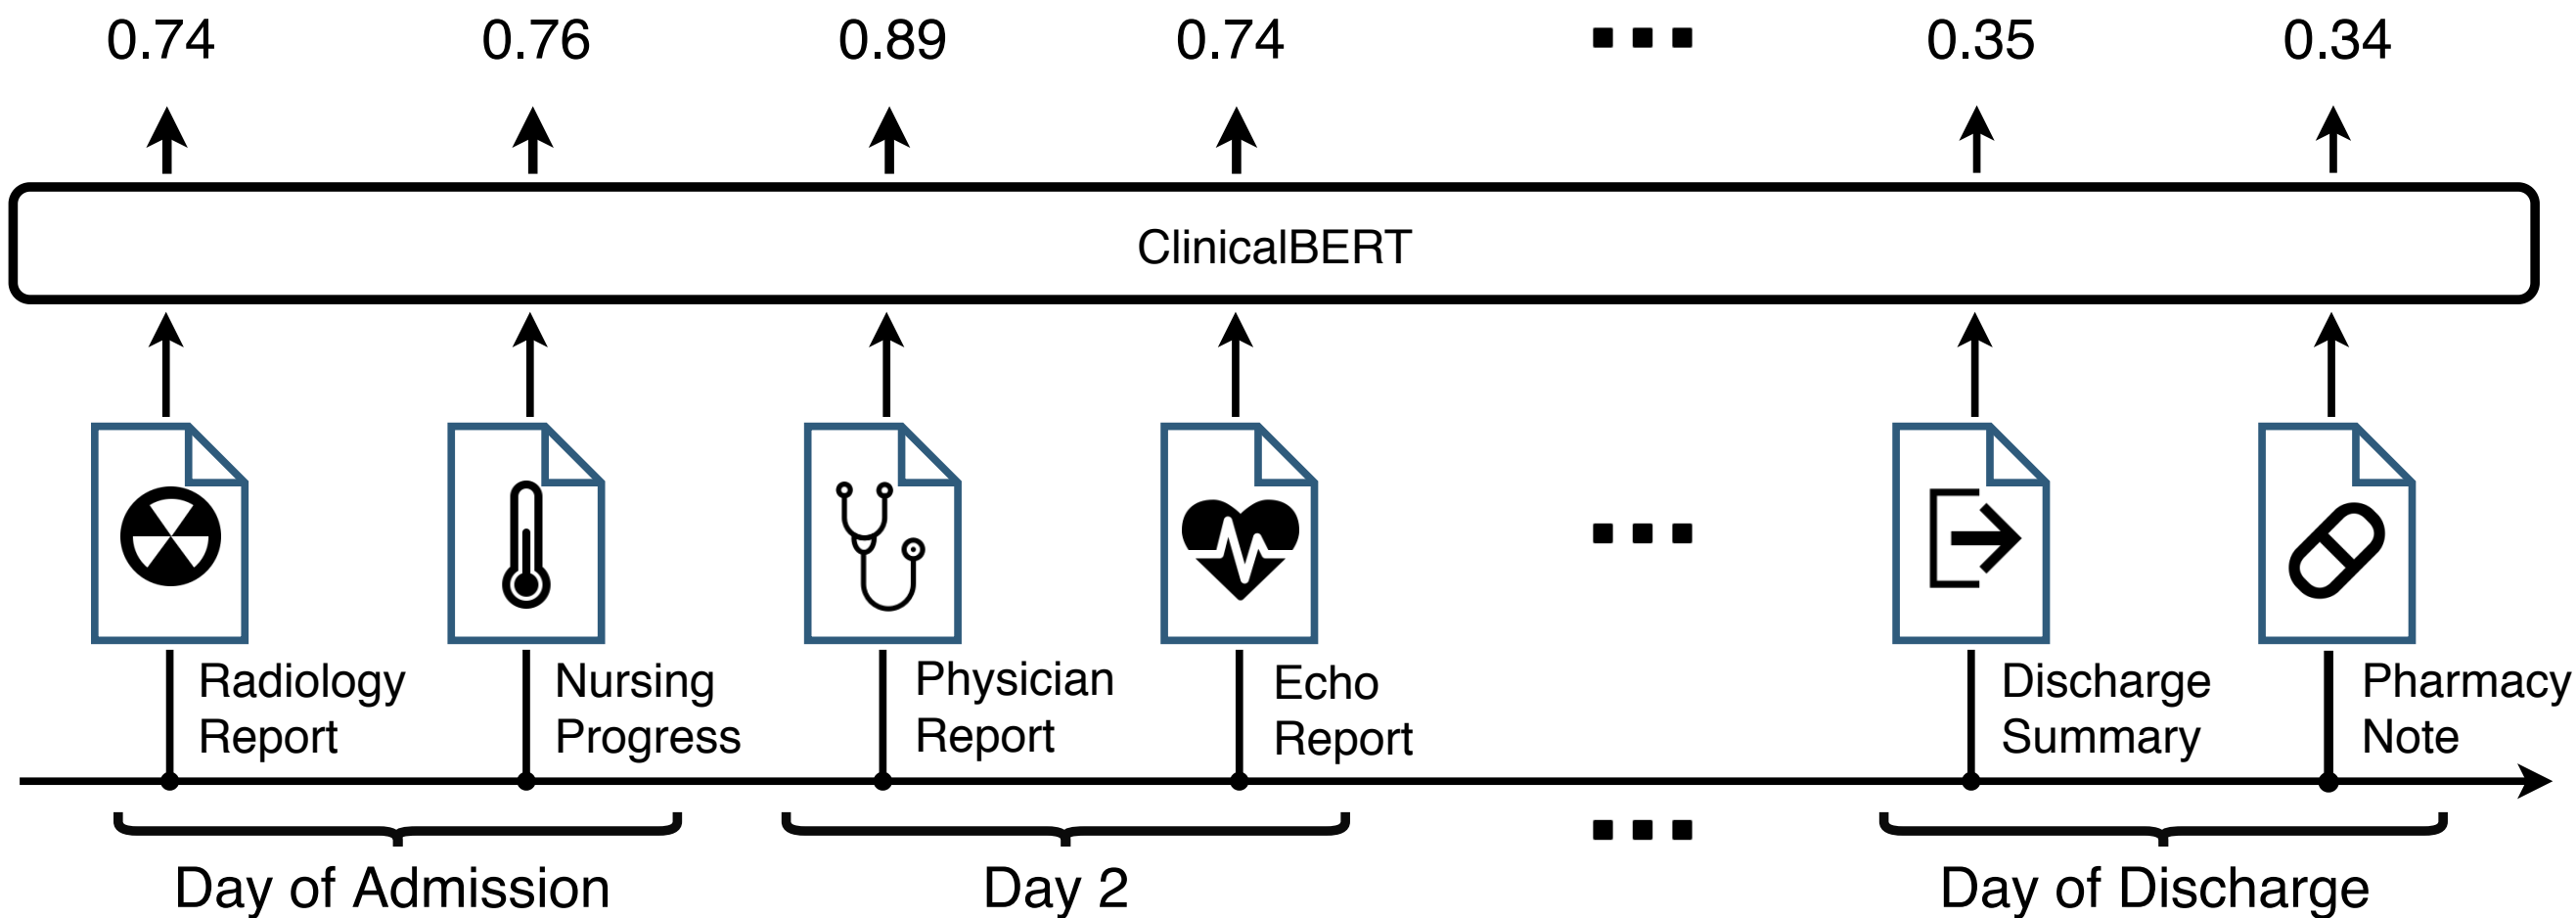 0.74 0.76 0.89 0.74 ... 0.35 0.34
ClinicalBERT
...
Radiology
Report
Nursing
Progress
Physician
Report
Echo
Report
Discharge
Summary
Pharmacy
Note
...
Day of Admission
Day 2
Day of Discharge